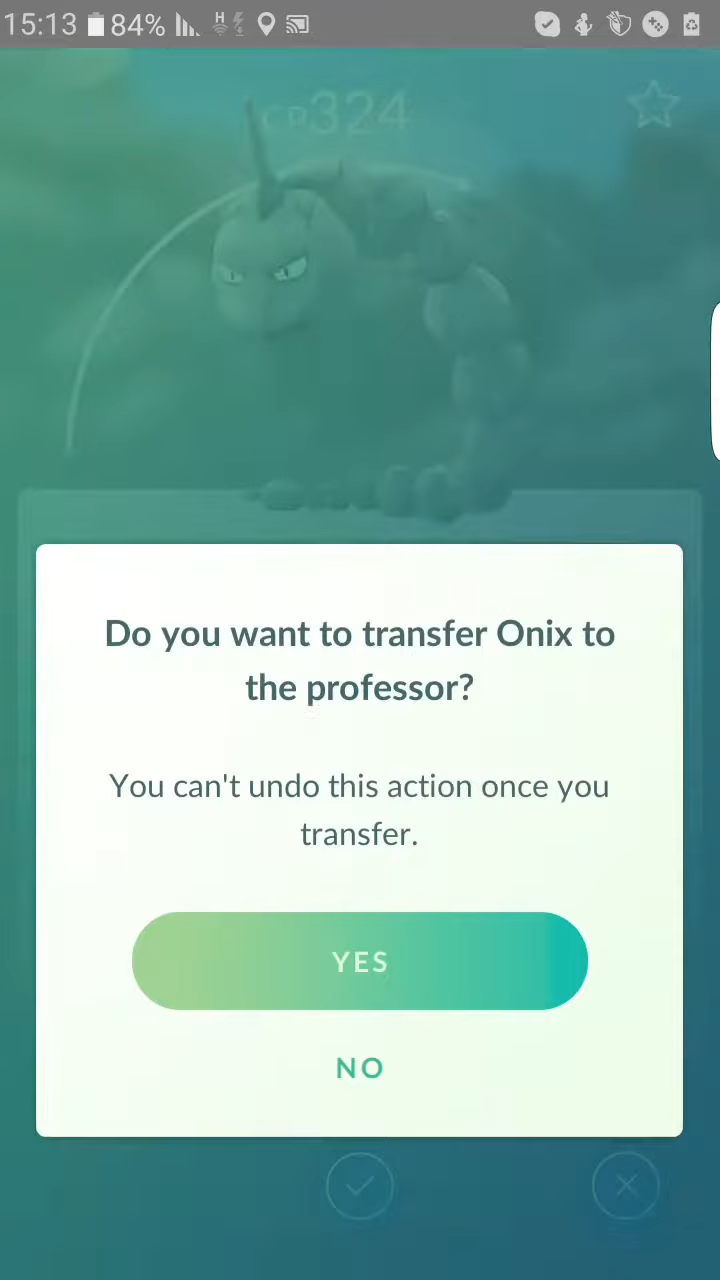 15:13 84% H
CP324
Do you want to transfer Onix to
the professor?
You can't undo this action once you
transfer.
YES
NO